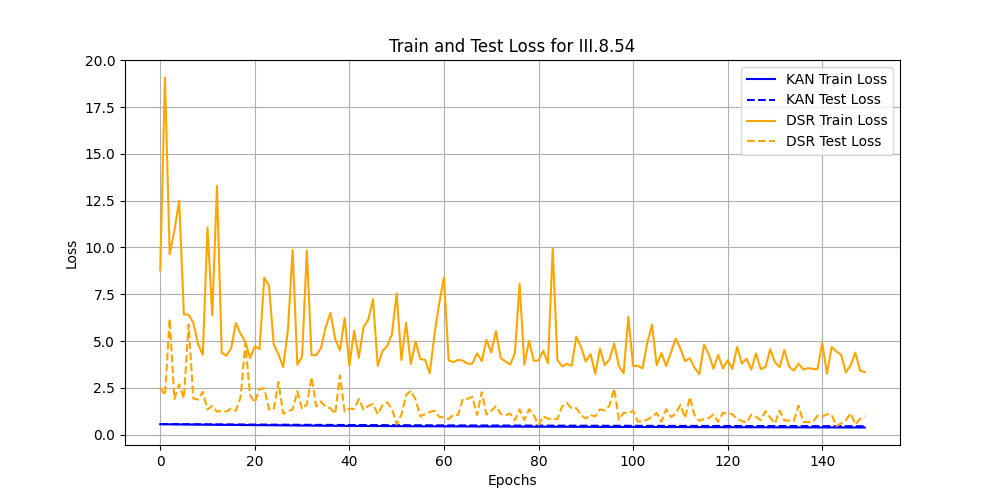 Train and Test Loss for III.8.54
KAN Train Loss
KAN Test Loss
DSR Train Loss
DSR Test Loss
20.0
17.5
15.0
12.5
10.0
7.5
5.0
2.5
0.0
Loss
0 20 40 60 80 100 120 140
Epochs